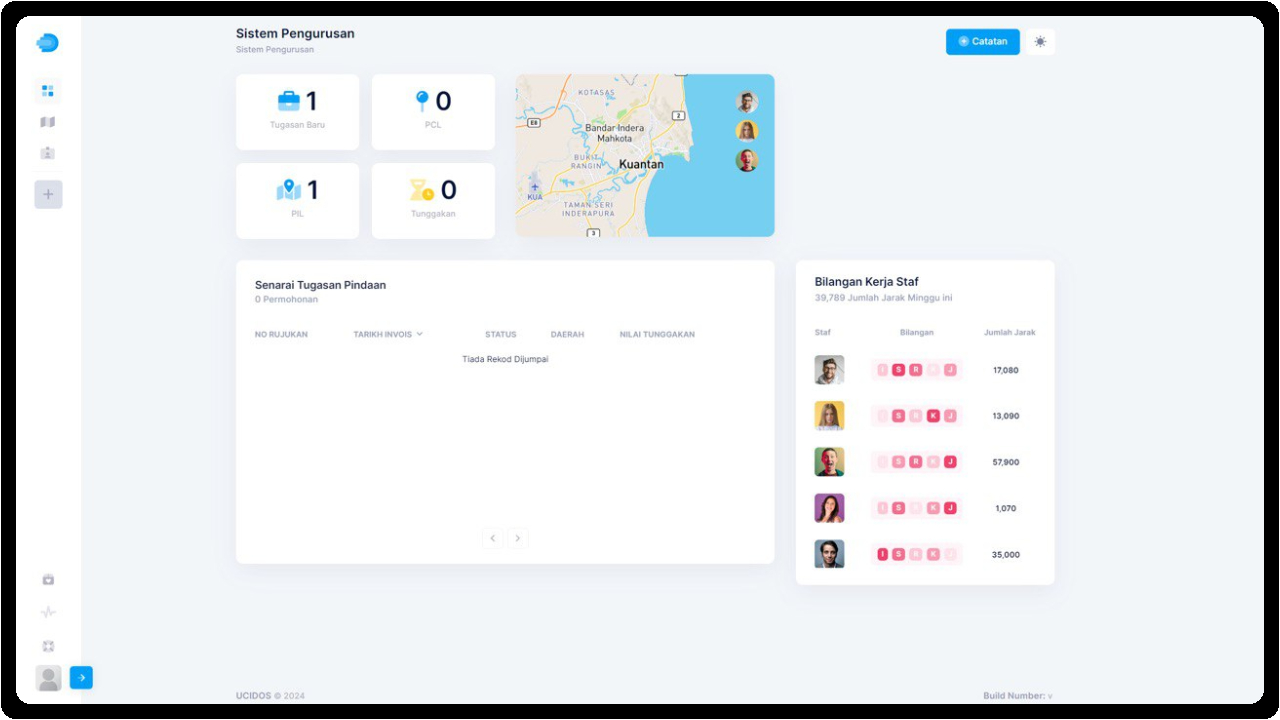 Sistem Pengurusan
Sistem Pengurusan
Catatan
1
Tugasan Baru
0
PCL
1
PIL
0
Tunggakan
KOTASAS
E8
2
Bandar Indera
Mahkota
BUKIT
RANGIN
Kuantan
KUA
TAMAN SERI
INDERAPURA
3
Senarai Tugasan Pindaan
0 Permohonan
NO RUJUKAN TARIKH INVOIS STATUS DAERAH NILAI TUNGGAKAN
Tiada Rekod Dijumpai
Bilangan Kerja Staf
39,789 Jumlah Jarak Minggu ini
Staf Bilangan Jumlah Jarak
I S R K J 17,080
S R K J 13,090
S R K J 57,900
I S R K J 1,070
I S R K J 35,000
UCIDOS © 2024
Build Number: v